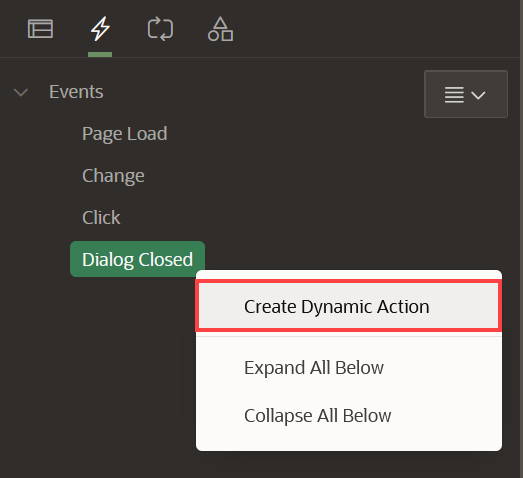 Events
Page Load
Change
Click
Dialog Closed
Create Dynamic Action
Expand All Below
Collapse All Below